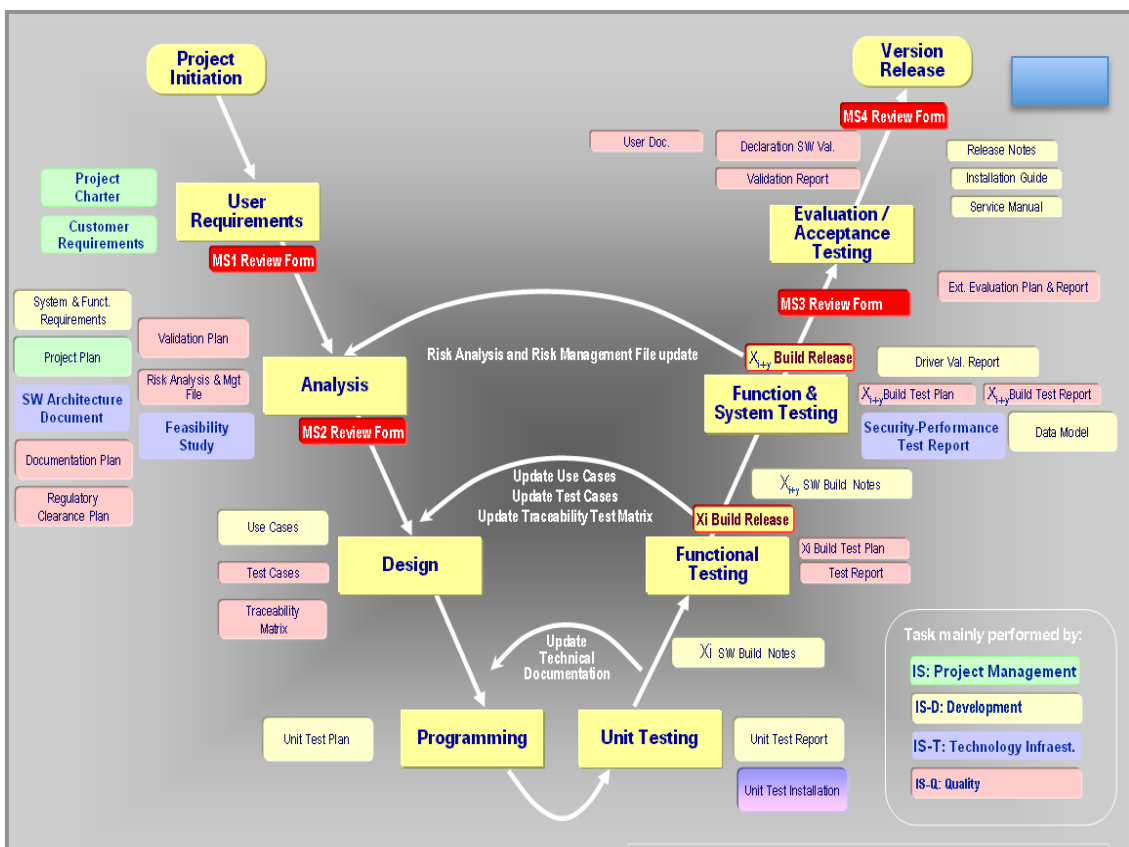 Project
Initiation
Version
Release
MS4 Review Form
User Doc.
Declaration SW Val.
Validation Report
Release Notes
Installation Guide
Service Manual
Project
Charter
Customer
Requirements
User
Requirements
MS1 Review Form
Evaluation /
Acceptance
Testing
MS3 Review Form
Ext. Evaluation Plan & Report
System & Funct.
Requirements
Project Plan
SW Architecture
Document
Documentation Plan
Regulatory
Clearance Plan
Validation Plan
Risk Analysis & Mgt
File
Feasibility
Study
Analysis
MS2 Review Form
Risk Analysis and Risk Management File update
Xi+y Build Release
Function &
System Testing
Driver Val. Report
Xi+y Build Test Plan
Xi+y Build Test Report
Security-Performance
Test Report
Data Model
Xi+y SW Build Notes
Update Use Cases
Update Test Cases
Update Traceability Test Matrix
Xi Build Release
Use Cases
Test Cases
Traceability
Matrix
Design
Functional
Testing
Xi Build Test Plan
Test Report
Update
Technical
Documentation
Xi SW Build Notes
Unit Test Plan
Programming
Unit Testing
Unit Test Report
Unit Test Installation
Task mainly performed by:
IS: Project Management
IS-D: Development
IS-T: Technology Infraest.
IS-Q: Quality